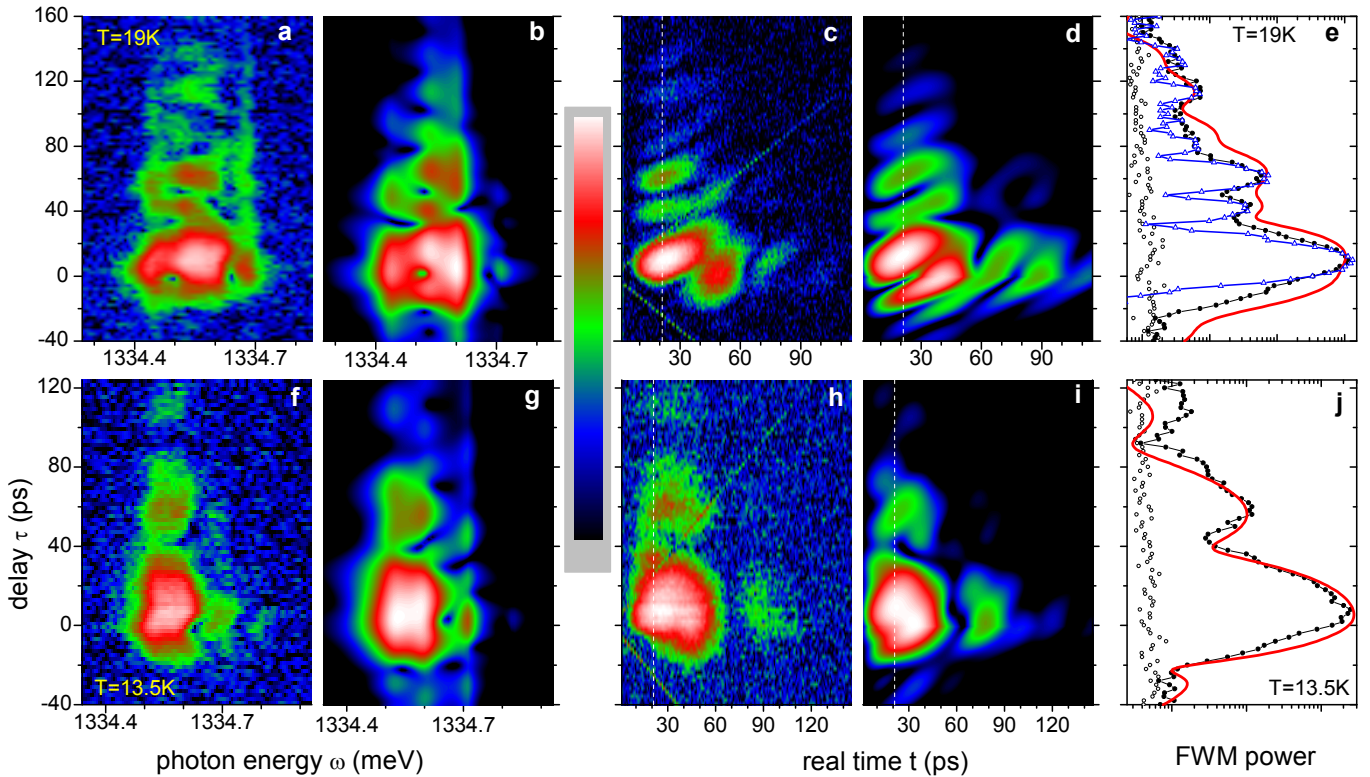 160
T=19K
a
b
c
d
T=19K
e
120
80
40
0
-40
1334.4
1334.7
1334.4
1334.7
30
60
90
30
60
90
120
f
g
h
i
j
80
40
0
-40
T=13.5K
T=13.5K
1334.4
1334.7
1334.4
1334.7
30
60
90
120
30
60
90
120
delay τ (ps)
photon energy ω (meV)
real time t (ps)
FWM power